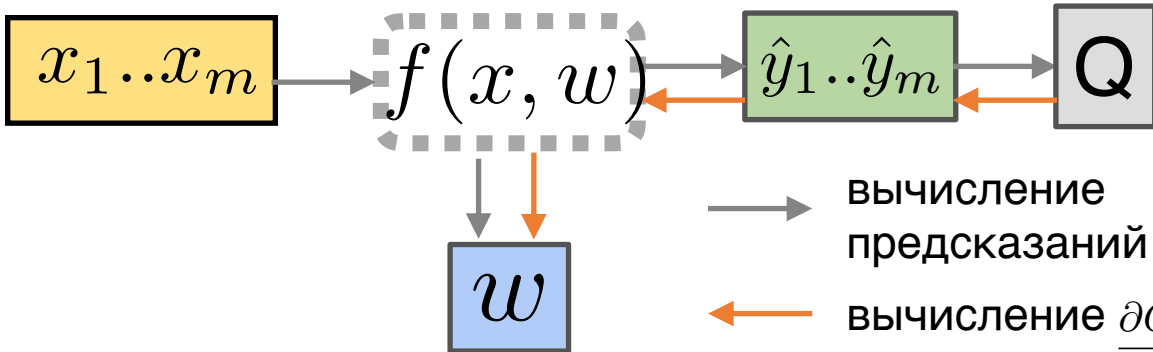 x₁..xₘ
f(x, w)
ŷ₁..ŷₘ
Q
w
вычисление
предсказаний
вычисление